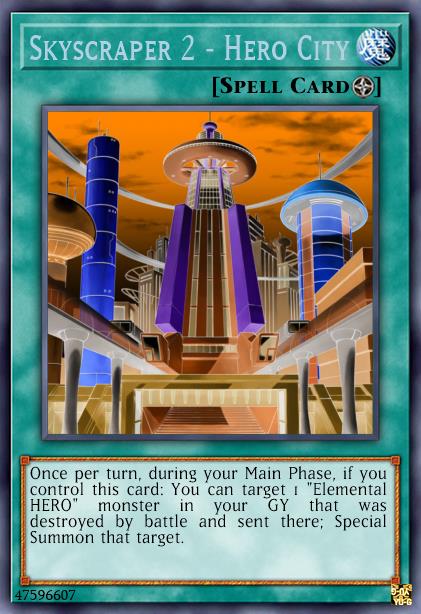 Skyscraper 2 - Hero City 魔
[Spell Card]
Once per turn, during your Main Phase, if you
control this card: You can target 1 "Elemental
HERO" monster in your GY that was
destroyed by battle and sent there; Special
Summon that target.
47596607